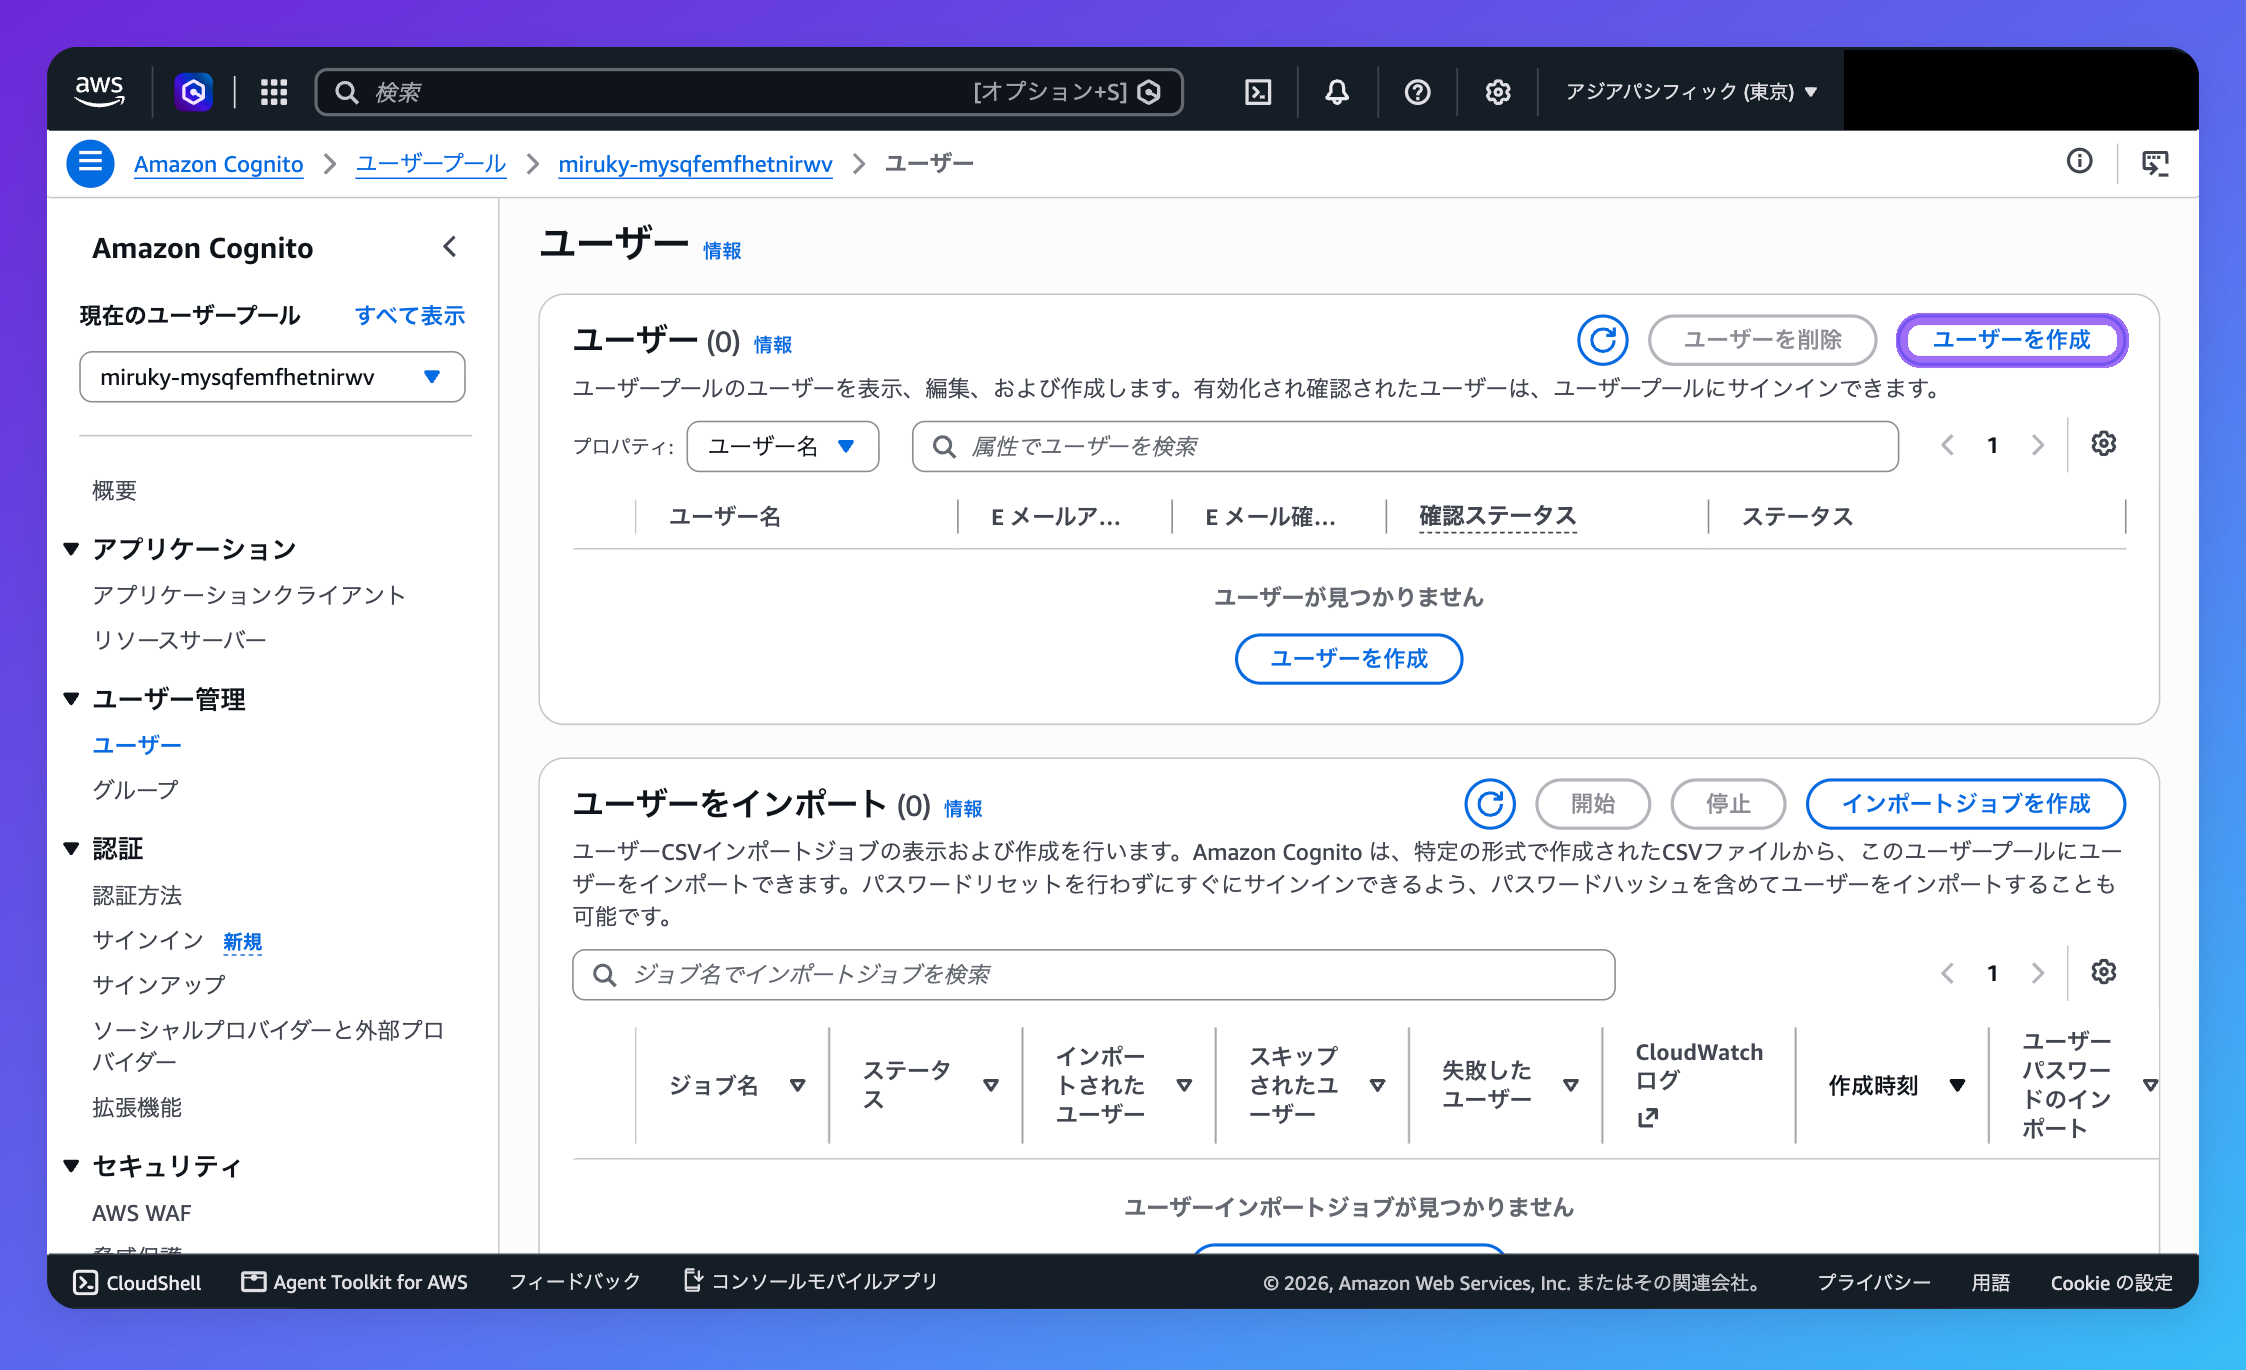 aws
検索
[オプション+S]
アジアパシフィック (東京)
Amazon Cognito
ユーザープール
miruky-mysqfemfhetnirwv
ユーザー
Amazon Cognito
現在のユーザープール
すべて表示
miruky-mysqfemfhetnirwv
概要
アプリケーション
アプリケーションクライアント
リソースサーバー
ユーザー管理
ユーザー
グループ
認証
認証方法
サインイン 新規
サインアップ
ソーシャルプロバイダーと外部プロ
バイダー
拡張機能
セキュリティ
AWS WAF
ユーザー 情報
ユーザー (0) 情報
ユーザーを削除
ユーザーを作成
ユーザープールのユーザーを表示、編集、および作成します。有効化され確認されたユーザーは、ユーザープールにサインインできます。
プロパティ:
ユーザー名
属性でユーザーを検索
1
ユーザー名
E メールア...
E メール確...
確認ステータス
ステータス
ユーザーが見つかりません
ユーザーを作成
ユーザーをインポート (0) 情報
開始
停止
インポートジョブを作成
ユーザーCSVインポートジョブの表示および作成を行います。Amazon Cognito は、特定の形式で作成されたCSVファイルから、このユーザープールにユー
ザーをインポートできます。パスワードリセットを行わずにすぐにサインインできるよう、パスワードハッシュを含めてユーザーをインポートすることも
可能です。
ジョブ名でインポートジョブを検索
1
ジョブ名
ステータ
ス
インポー
トされた
ユーザー
スキップ
されたユ
ーザー
失敗した
ユーザー
CloudWatch
ログ
作成時刻
ユーザー
パスワー
ドのイン
ポート
ユーザーインポートジョブが見つかりません
CloudShell
Agent Toolkit for AWS
フィードバック
コンソールモバイルアプリ
© 2026, Amazon Web Services, Inc. またはその関連会社。
プライバシー
用語
Cookie の設定